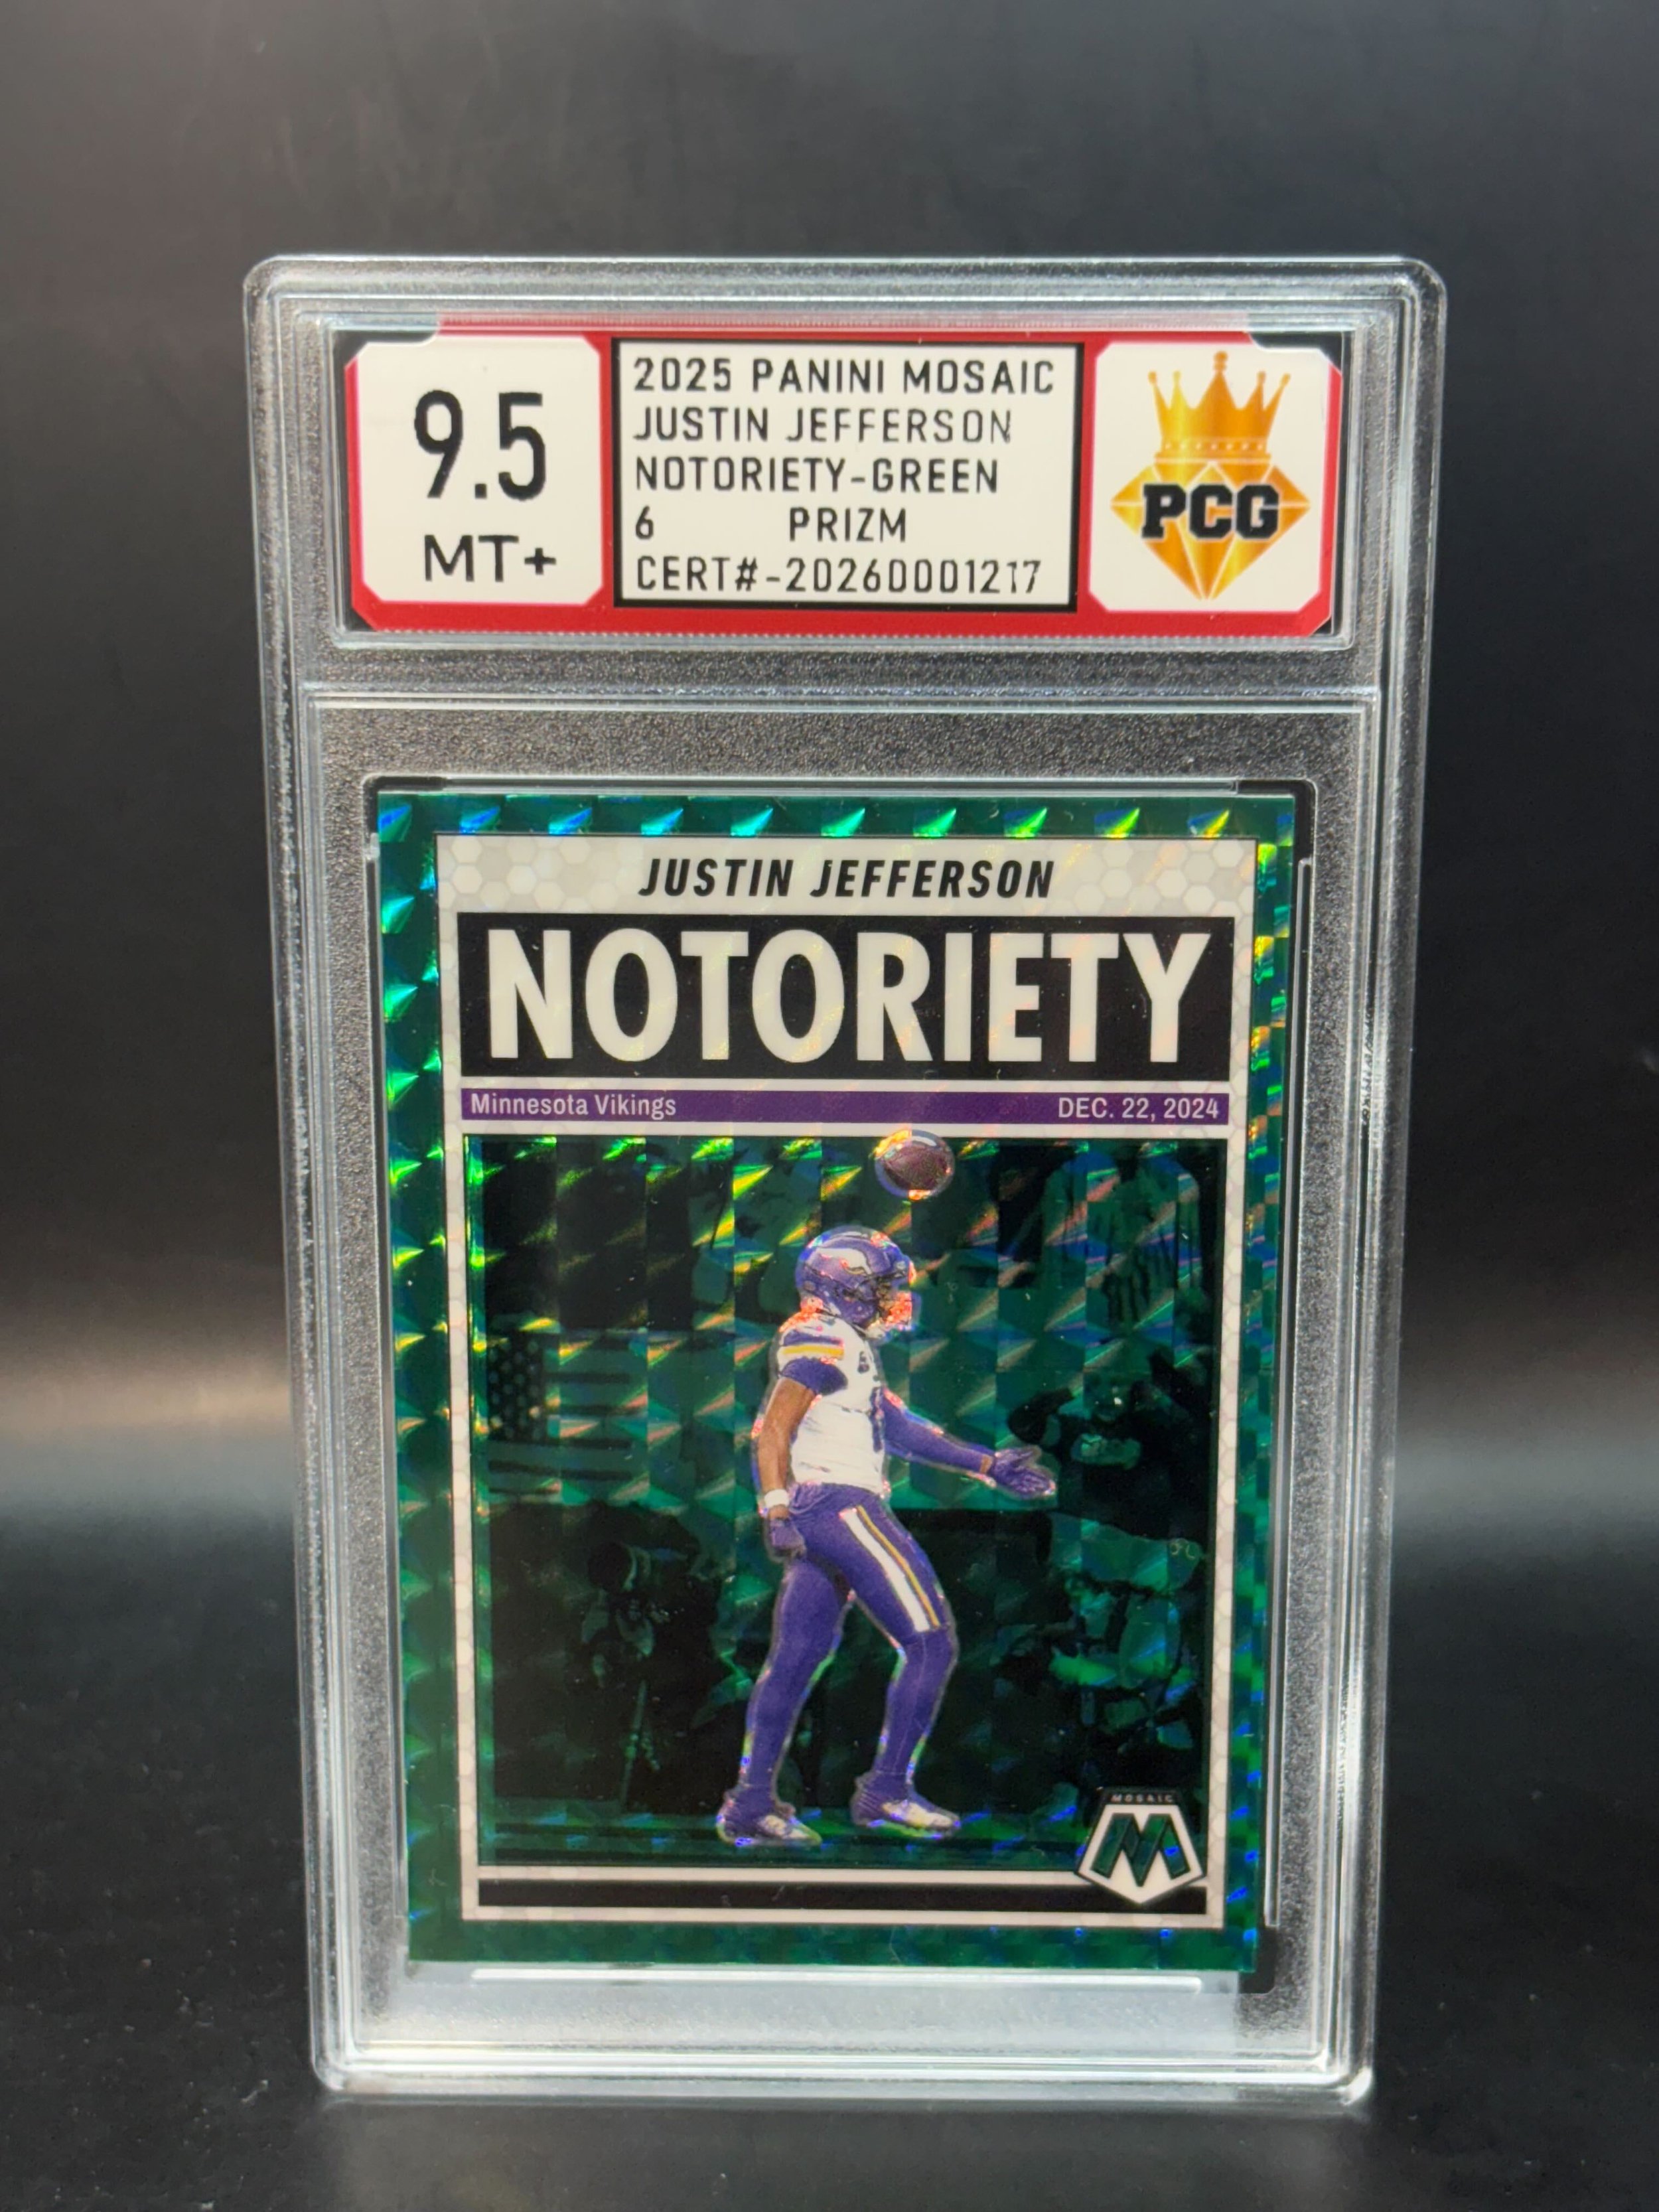 9.5
MT+
2025 PANINI MOSAIC
JUSTIN JEFFERSON
NOTORIETY-GREEN
6 PRIZM
CERT#-20260001217
PCG
JUSTIN JEFFERSON
NOTORIETY
Minnesota Vikings DEC. 22, 2024
MOSAIC
M